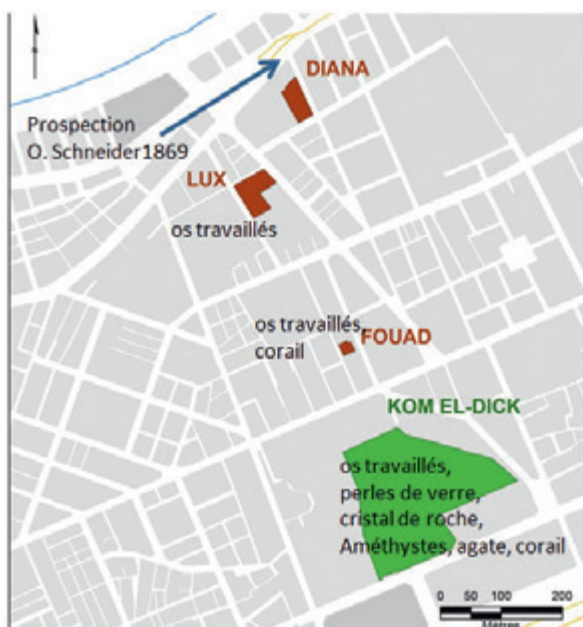 DIANA
Prospection
O. Schneider1869
LUX
os travaillés
os travaillés,
corail
FOUAD
KOM EL-DICK
os travaillés,
perles de verre,
cristal de roche,
Améthystes, agate, corail
0 50 100 200
Mètres